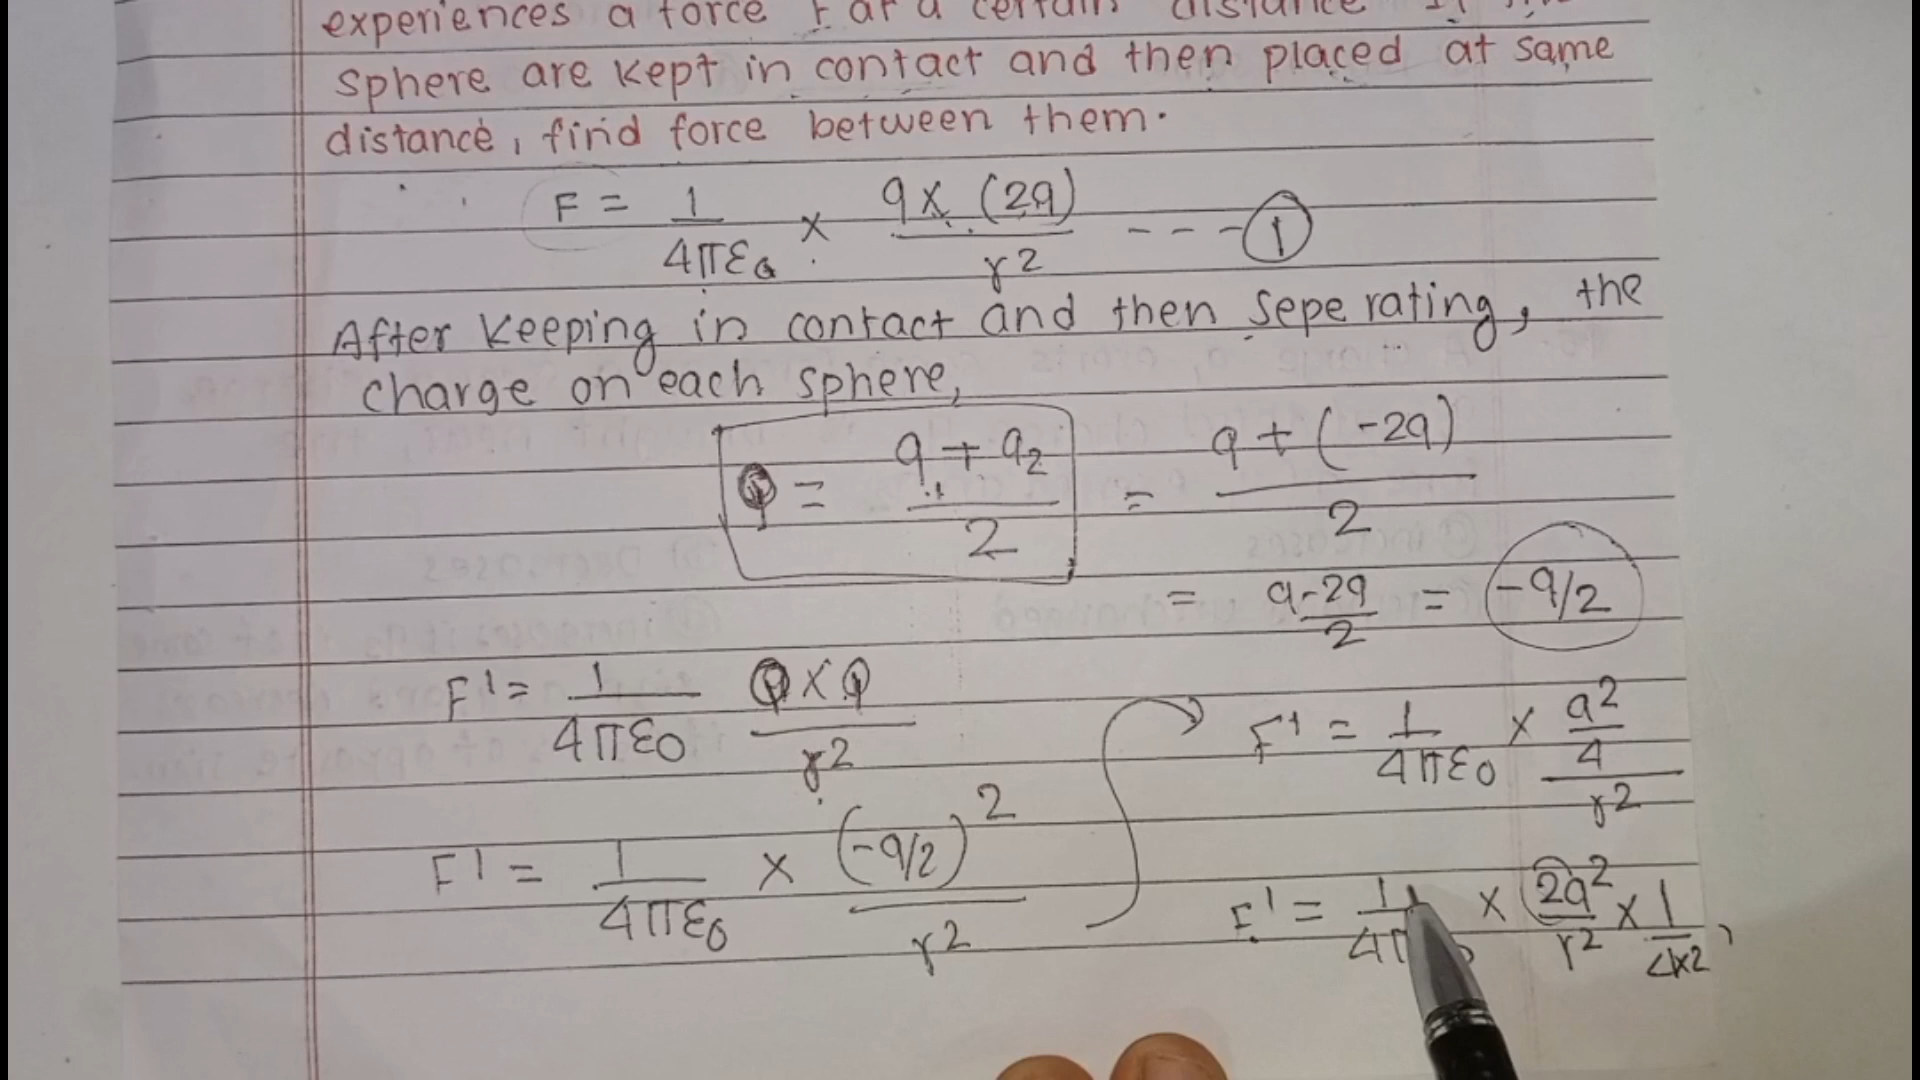 experiences a force F at a certain distance. If the
sphere are kept in contact and then placed at same
distance, find force between them.
F = 1/4πε0 × q × (2q)/r² ---①
After keeping in contact and then seperating, the
charge on each sphere,
Q = q1 + q2/2 = q + (-2q)/2
= q-2q/2 = -q/2
F' = 1/4πε0 Q×Q/r²
F' = 1/4πε0 × (-q/2)²/r²
F' = 1/4πε0 × q²/4/r²
F' = 1/4πε0 × 2q²/r² × 1/4×2